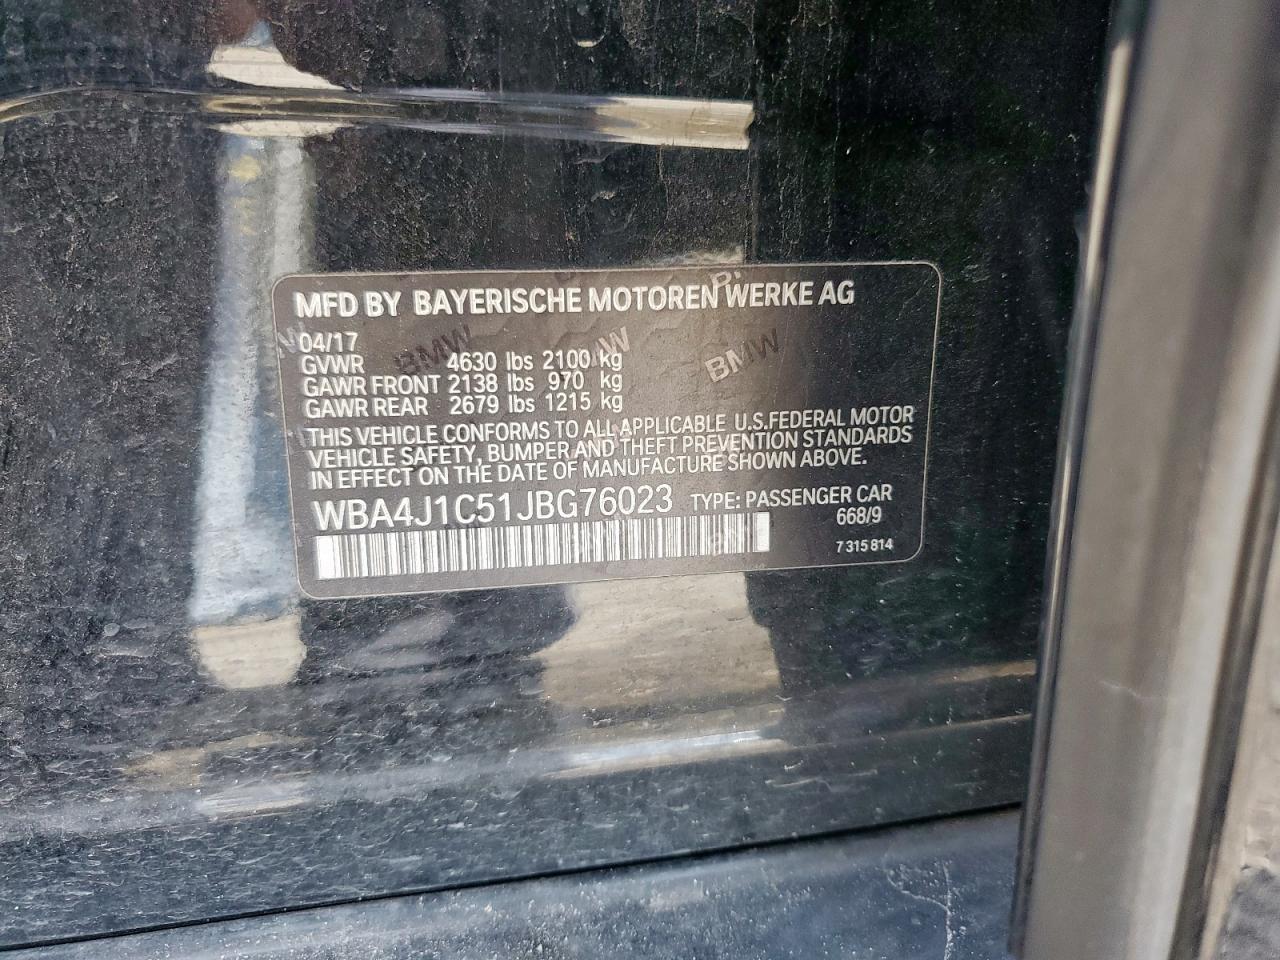 MFD BY BAYERISCHE MOTOREN WERKE AG
04/17
GVWR 4630 lbs 2100 kg
GAWR FRONT 2138 lbs 970 kg
GAWR REAR 2679 lbs 1215 kg
THIS VEHICLE CONFORMS TO ALL APPLICABLE U.S.FEDERAL MOTOR
VEHICLE SAFETY, BUMPER AND THEFT PREVENTION STANDARDS
IN EFFECT ON THE DATE OF MANUFACTURE SHOWN ABOVE.
WBA4J1C51JBG76023 TYPE: PASSENGER CAR
668/9
7 315 814
BMW
BMW